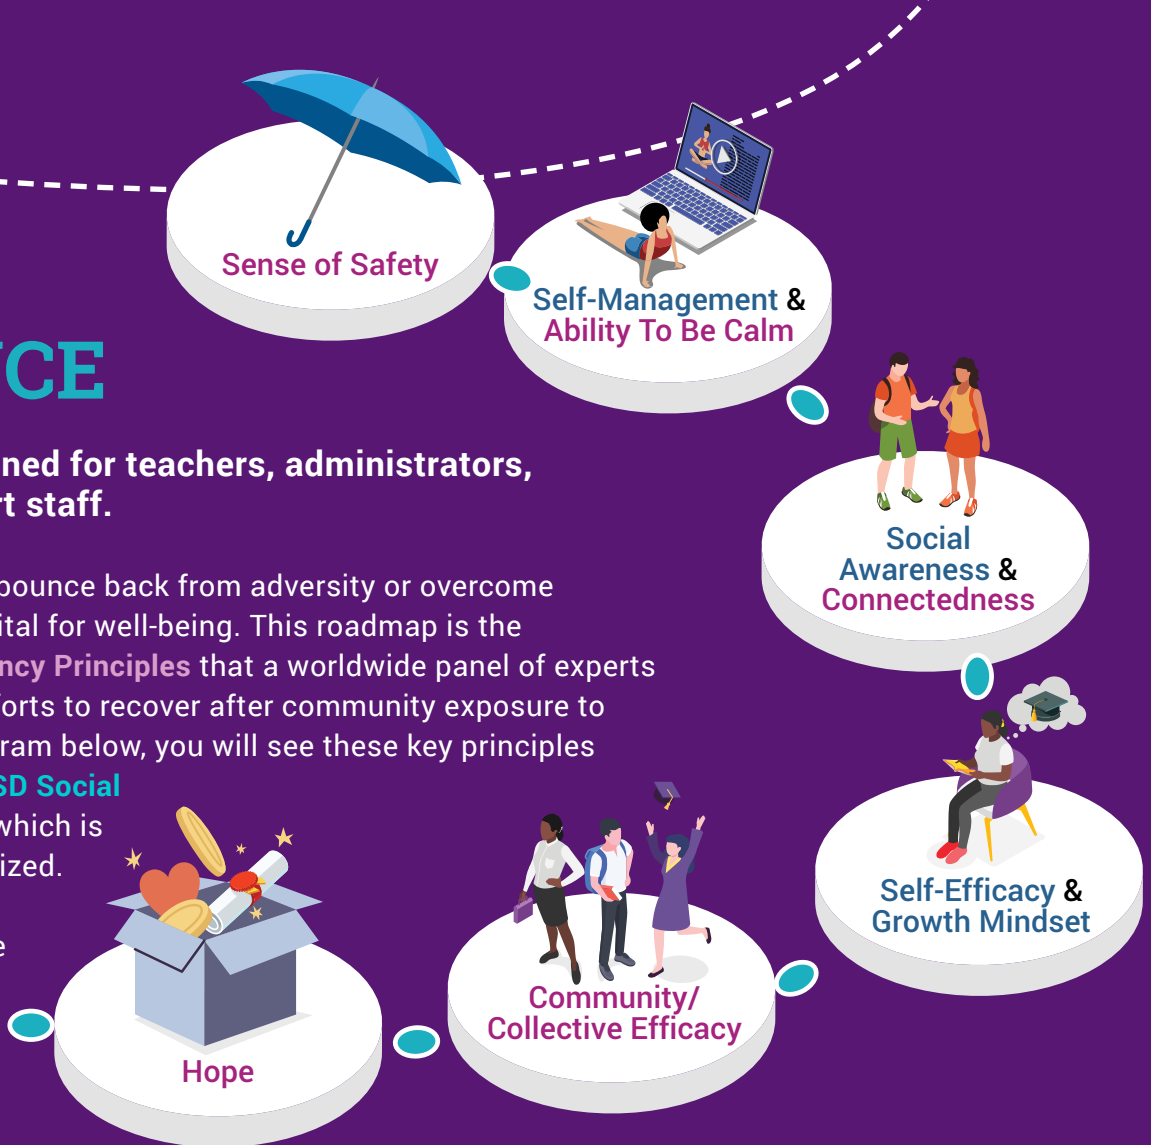 Sense of Safety
Self-Management &
Ability To Be Calm
CE
ned for teachers, administrators,
rt staff.
Social
Awareness &
Connectedness
bounce back from adversity or overcome
ital for well-being. This roadmap is the
ncy Principles that a worldwide panel of experts
orts to recover after community exposure to
ram below, you will see these key principles
SD Social
which is
ized.
e
Self-Efficacy &
Growth Mindset
Community/
Collective Efficacy
Hope